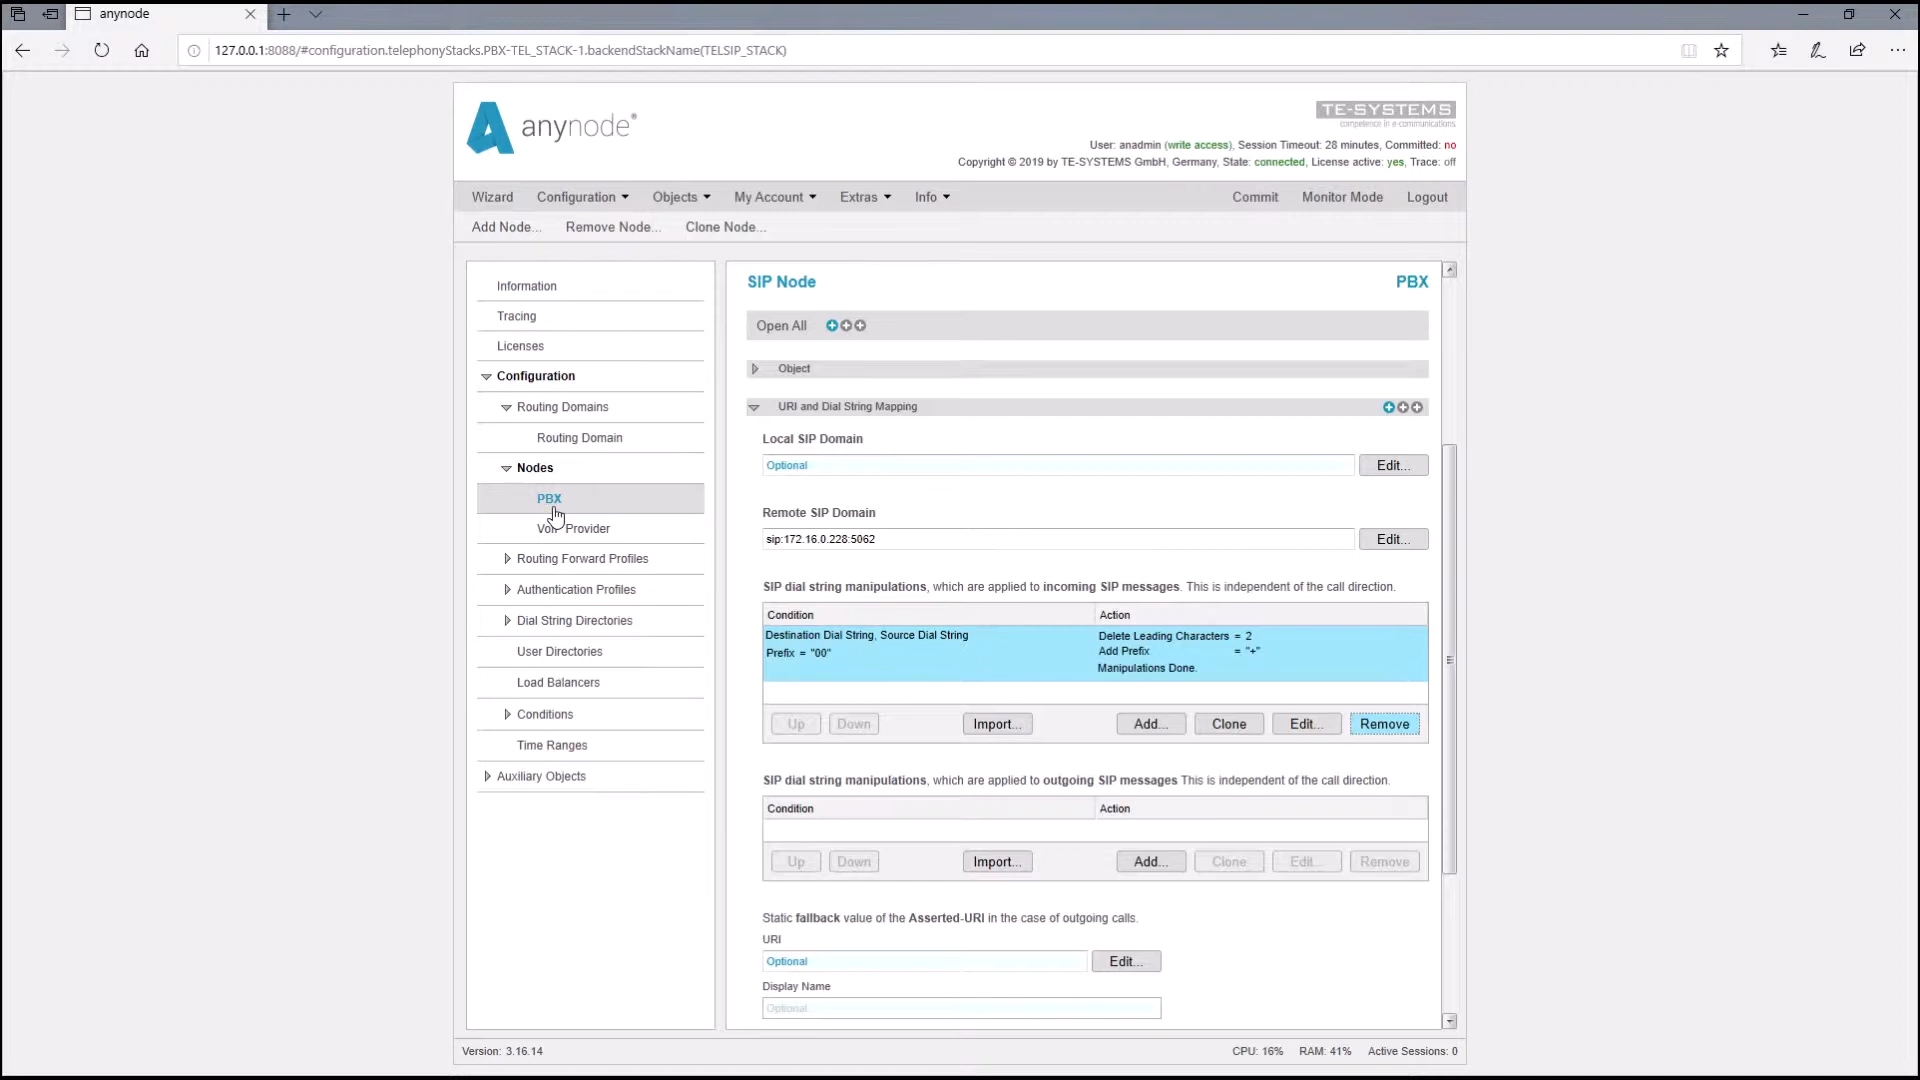 anynode
127.0.0.1:8088/#configuration.telephonyStacks.PBX-TEL_STACK-1.backendStackName(TELSIP_STACK)
anynode®
TE-SYSTEMS
competence in e-communications.
User: anadmin (write access), Session Timeout: 28 minutes, Committed: no
Copyright © 2019 by TE-SYSTEMS GmbH, Germany, State: connected, License active: yes, Trace: off
Wizard Configuration Objects My Account Extras Info Commit Monitor Mode Logout
Add Node... Remove Node... Clone Node...
Information
Tracing
Licenses
Configuration
Routing Domains
Routing Domain
Nodes
PBX
Provider
Routing Forward Profiles
Authentication Profiles
Dial String Directories
User Directories
Load Balancers
Conditions
Time Ranges
Auxiliary Objects
SIP Node PBX
Open All
Object
URI and Dial String Mapping
Local SIP Domain
Optional Edit...
Remote SIP Domain
sip:172.16.0.228:5062 Edit...
SIP dial string manipulations, which are applied to incoming SIP messages. This is independent of the call direction.
Condition Action
Destination Dial String, Source Dial String Delete Leading Characters = 2
Prefix = "00" Add Prefix = "+"
Manipulations Done.
Up Down Import... Add... Clone Edit... Remove
SIP dial string manipulations, which are applied to outgoing SIP messages This is independent of the call direction.
Condition Action
Up Down Import... Add... Clone Edit... Remove
Static fallback value of the Asserted-URI in the case of outgoing calls.
URI
Optional Edit...
Display Name
Optional
Version: 3.16.14 CPU: 16% RAM: 41% Active Sessions: 0